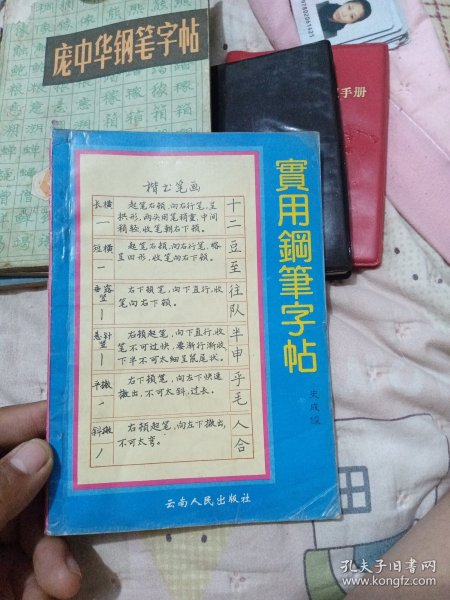 庞中华钢笔字帖
手册
實用鋼筆字帖
楷书笔画
长横
起笔右顿,向右行笔,呈
拱形,两头用笔稍重,中间
稍轻,收笔朝右下顿。
十二
短横
起笔右顿,向右行笔,略
呈凹形,收笔向右下顿。
豆至
垂露竖
右下顿笔,向下直行,收
笔向右下顿。
往队
悬针竖
右顿起笔,向下直行,收
笔不可过快,要渐行渐收
下半不可太细呈鼠尾状。
半申
平撇
右下顿笔,向左下快速
撇出,不可太斜,过长。
乎毛
斜撇
右顿起笔,向左下撇出,
不可太弯。
人合
云南人民出版社
孔夫子旧书网
www.kongfz.com